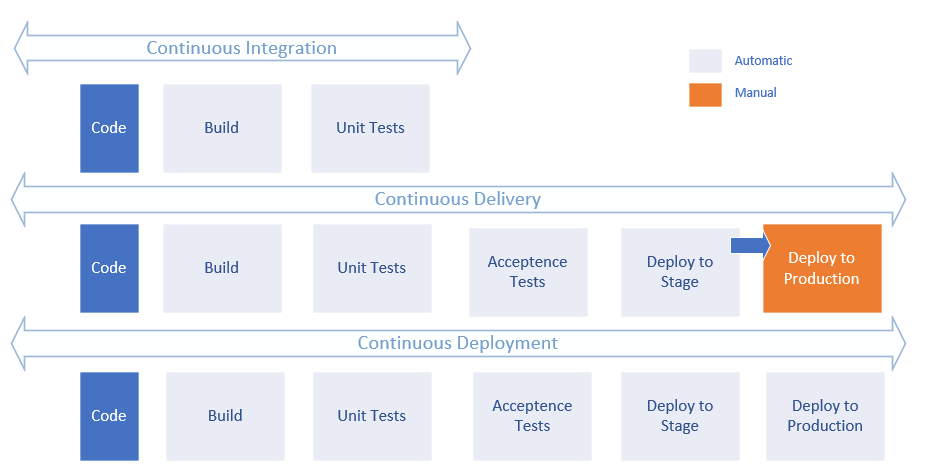 Continuous Integration
Automatic
Manual
Code
Build
Unit Tests
Continuous Delivery
Code
Build
Unit Tests
Acceptence
Tests
Deploy to
Stage
Deploy to
Production
Continuous Deployment
Code
Build
Unit Tests
Acceptence
Tests
Deploy to
Stage
Deploy to
Production